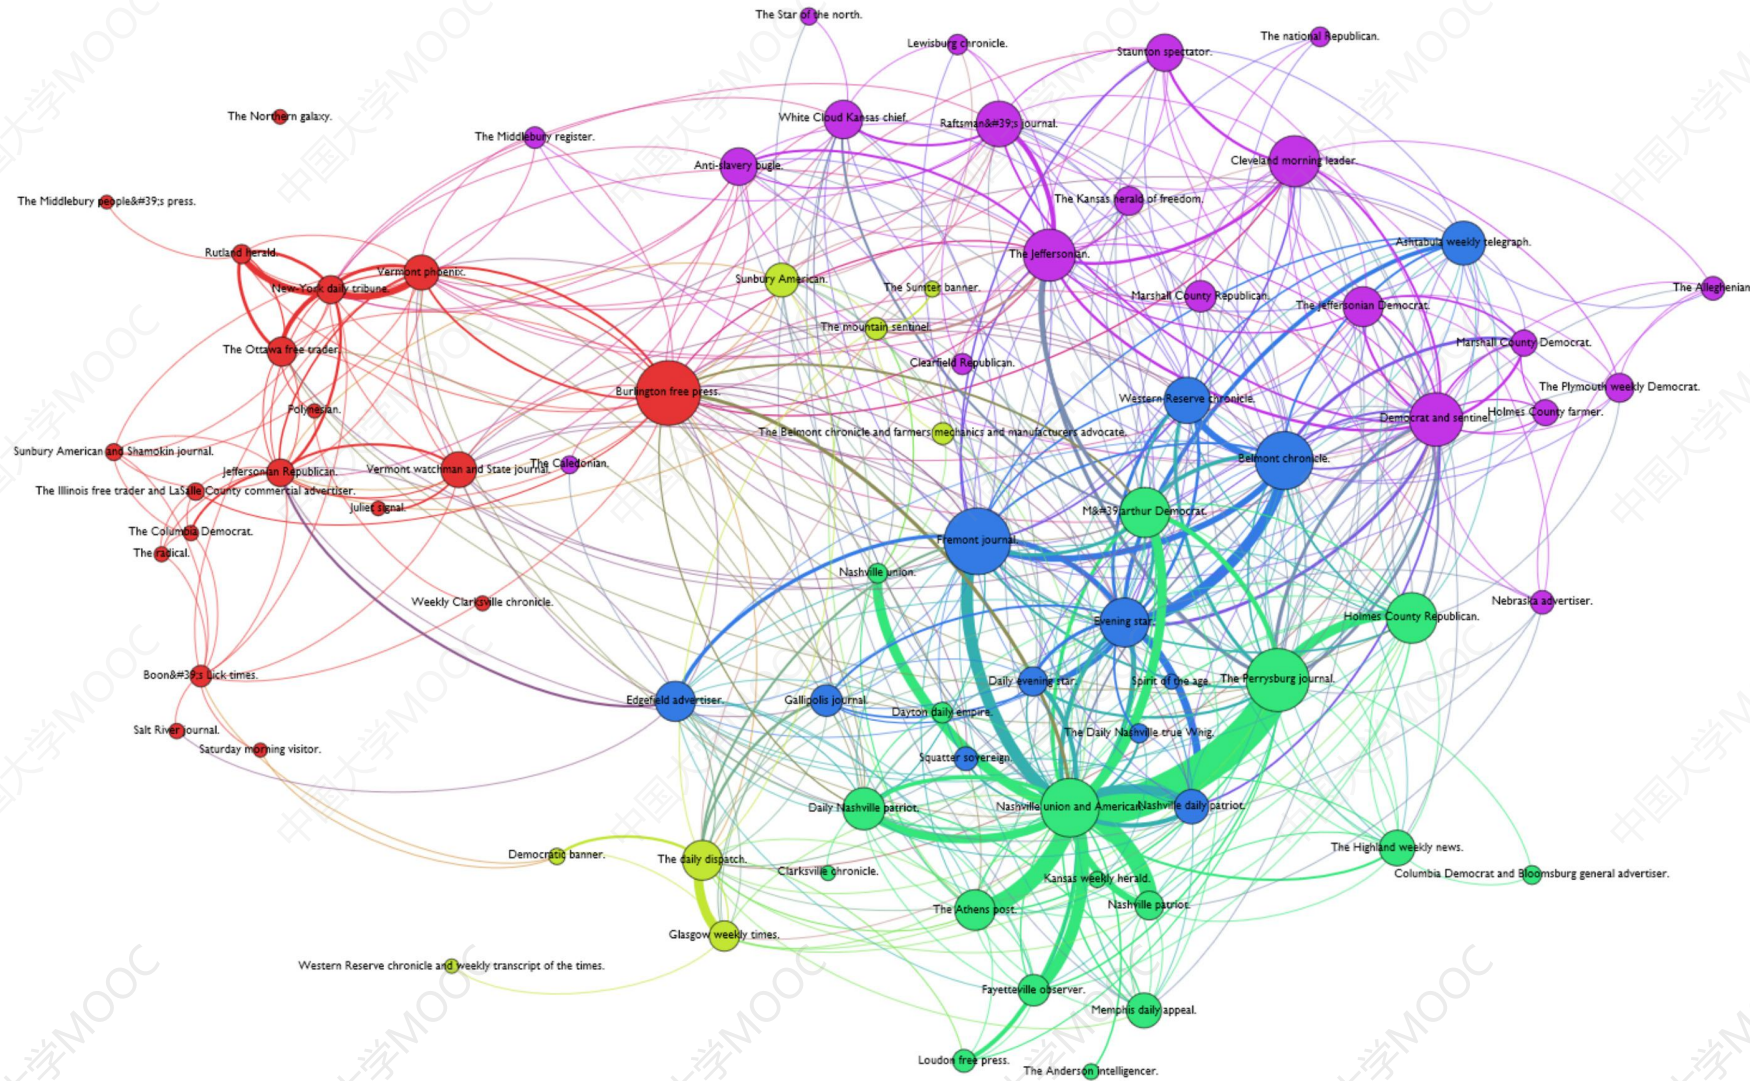 The Star of the north.
Lewisburg chronicle.
The national Republican.
Staunton spectator.
The Northern galaxy.
White Cloud Kansas chief.
Raftsman&#39;s journal.
The Middlebury register.
Anti-slavery bugle.
Cleveland morning leader.
The Middlebury people&#39;s press.
The Kansas herald of freedom.
Rutland herald.
Ashtabula weekly telegraph.
The Jeffersonian.
Vermont phoenix.
New-York daily tribune.
Sunbury American.
The Sumter banner.
Marshall County Republican.
The Jeffersonian Democrat.
The Alleghenian
The mountain sentinel.
The Ottawa free trader.
Marshall County Democrat.
Clearfield Republican.
Burlington free press.
The Plymouth weekly Democrat.
Western Reserve chronicle.
Polynesian.
Democrat and sentinel.
Holmes County farmer.
The Belmont chronicle and farmers mechanics and manufacturers advocate.
Sunbury American and Shamokin journal.
Belmont chronicle.
Jeffersonian Republican.
Vermont watchman and State journal.
The Caledonian.
The Illinois free trader and LaSalle County commercial advertiser.
Juliet signal.
M&#39;arthur Democrat.
The Columbia Democrat.
Fremont journal.
The radical.
Nashville union.
Weekly Clarksville chronicle.
Nebraska advertiser.
Holmes County Republican.
Evening star.
Boon&#39;s Lick times.
Daily evening star.
Spirit of the age.
The Perrysburg journal.
Edgefield advertiser.
Gallipolis journal.
Dayton daily empire.
Salt River journal.
The Daily Nashville true Whig.
Saturday morning visitor.
Squatter sovereign.
Daily Nashville patriot.
Nashville union and American.
Nashville daily patriot.
The Highland weekly news.
Democratic banner.
The daily dispatch.
Clarksville chronicle.
Columbia Democrat and Bloomsburg general advertiser.
Kansas weekly herald.
Nashville patriot.
The Athens post.
Glasgow weekly times.
Western Reserve chronicle and weekly transcript of the times.
Fayetteville observer.
Memphis daily appeal.
Loudon free press.
The Anderson intelligencer.
中国大学MOOC